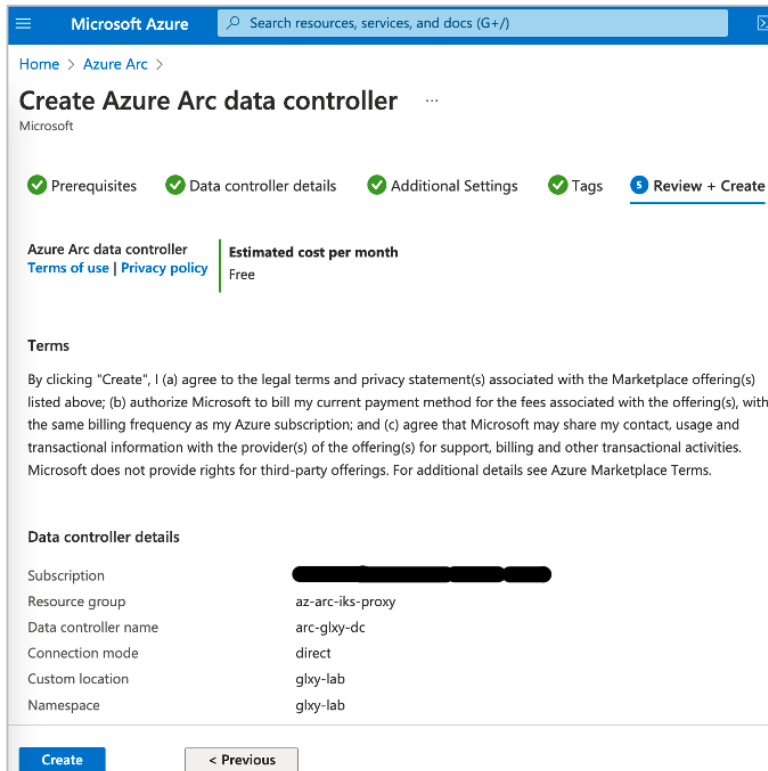 Microsoft Azure
Search resources, services, and docs (G+/)
Home > Azure Arc >
Create Azure Arc data controller ...
Microsoft
Prerequisites
Data controller details
Additional Settings
Tags
5 Review + Create
Azure Arc data controller
Terms of use | Privacy policy
Estimated cost per month
Free
Terms
By clicking "Create", I (a) agree to the legal terms and privacy statement(s) associated with the Marketplace offering(s)
listed above; (b) authorize Microsoft to bill my current payment method for the fees associated with the offering(s), with
the same billing frequency as my Azure subscription; and (c) agree that Microsoft may share my contact, usage and
transactional information with the provider(s) of the offering(s) for support, billing and other transactional activities.
Microsoft does not provide rights for third-party offerings. For additional details see Azure Marketplace Terms.
Data controller details
Subscription
Resource group az-arc-iks-proxy
Data controller name arc-glxy-dc
Connection mode direct
Custom location glxy-lab
Namespace glxy-lab
Create
< Previous